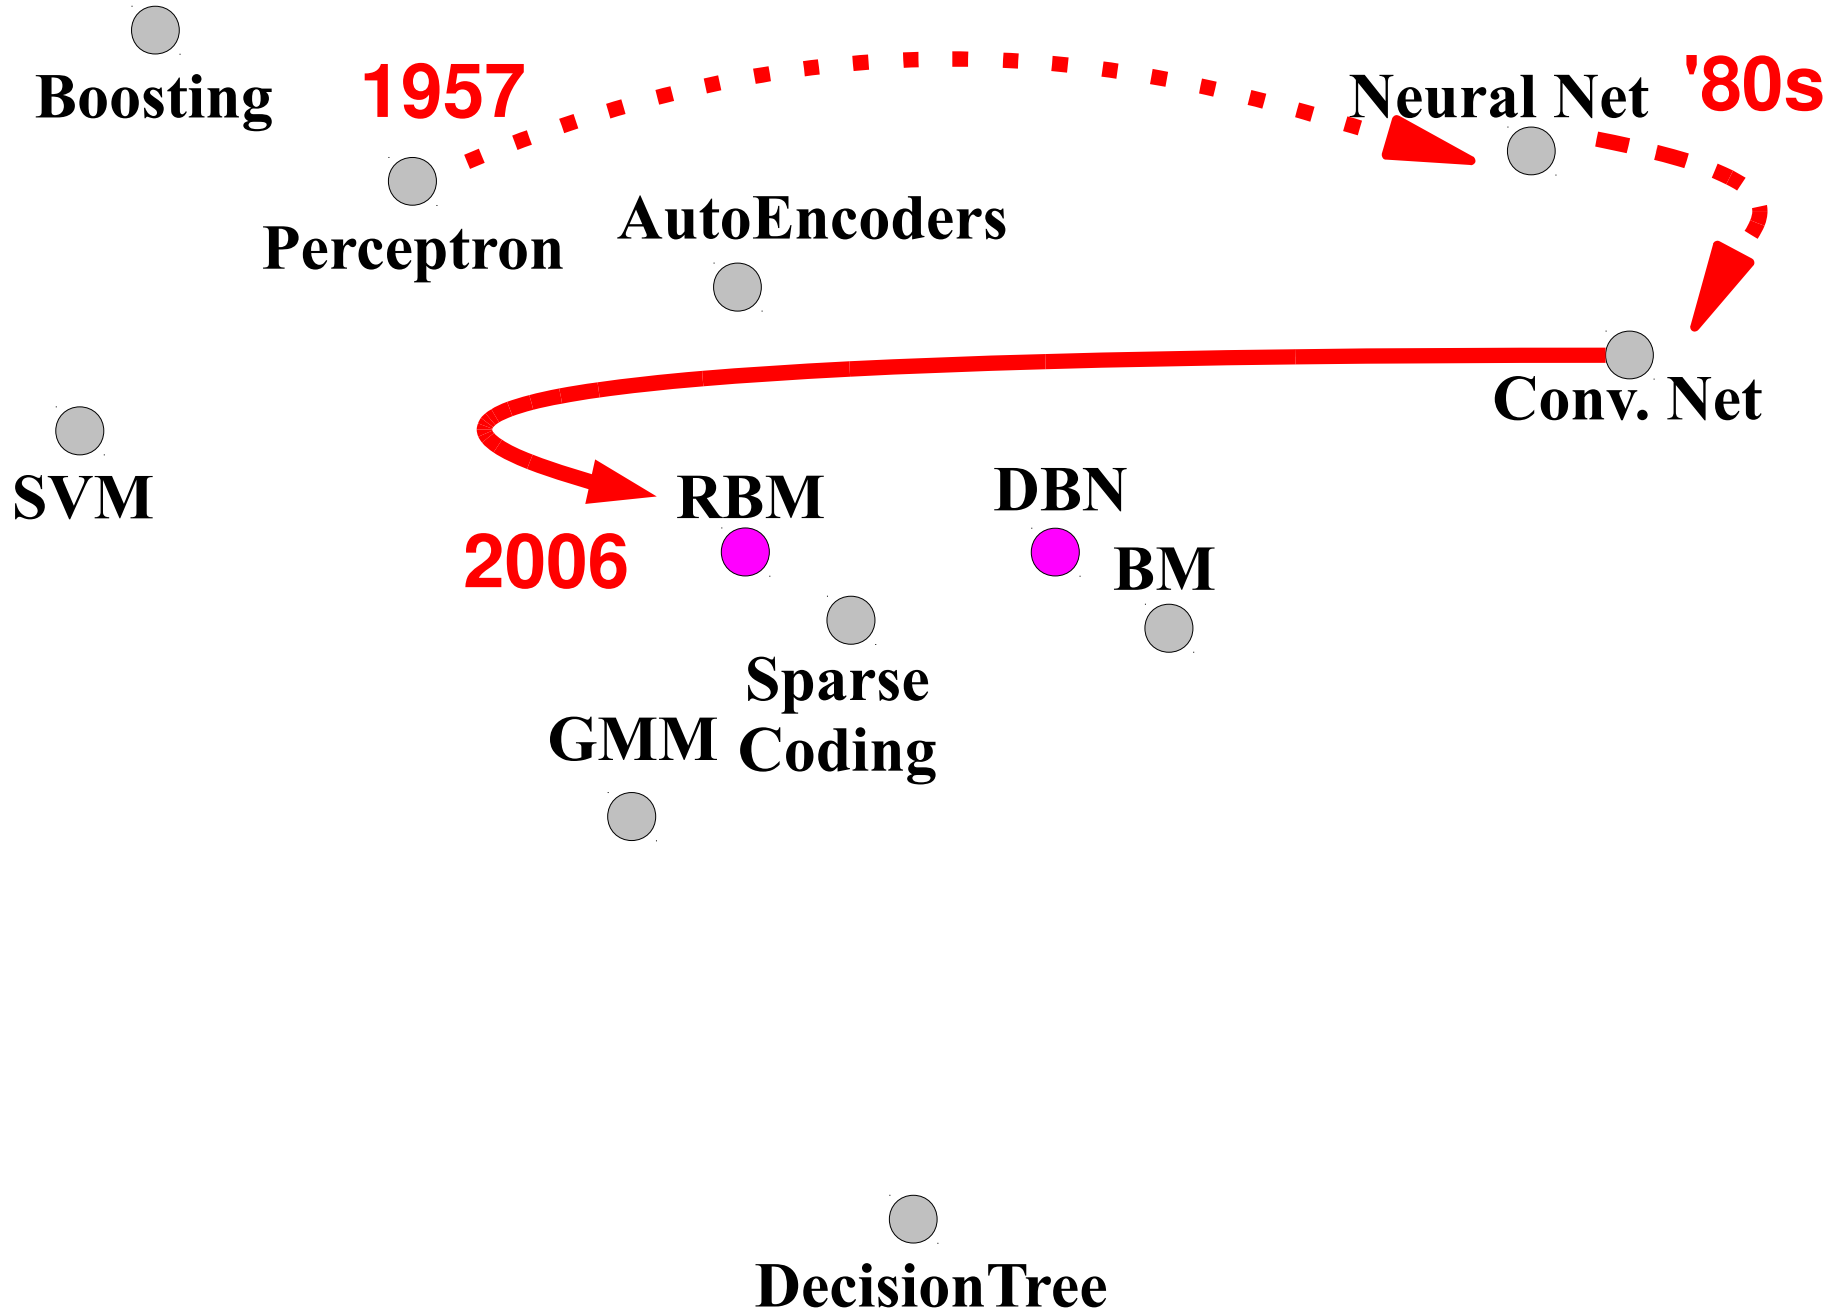 Boosting
1957
Neural Net
'80s
Perceptron
AutoEncoders
Conv. Net
SVM
RBM
DBN
2006
BM
Sparse
Coding
GMM
DecisionTree